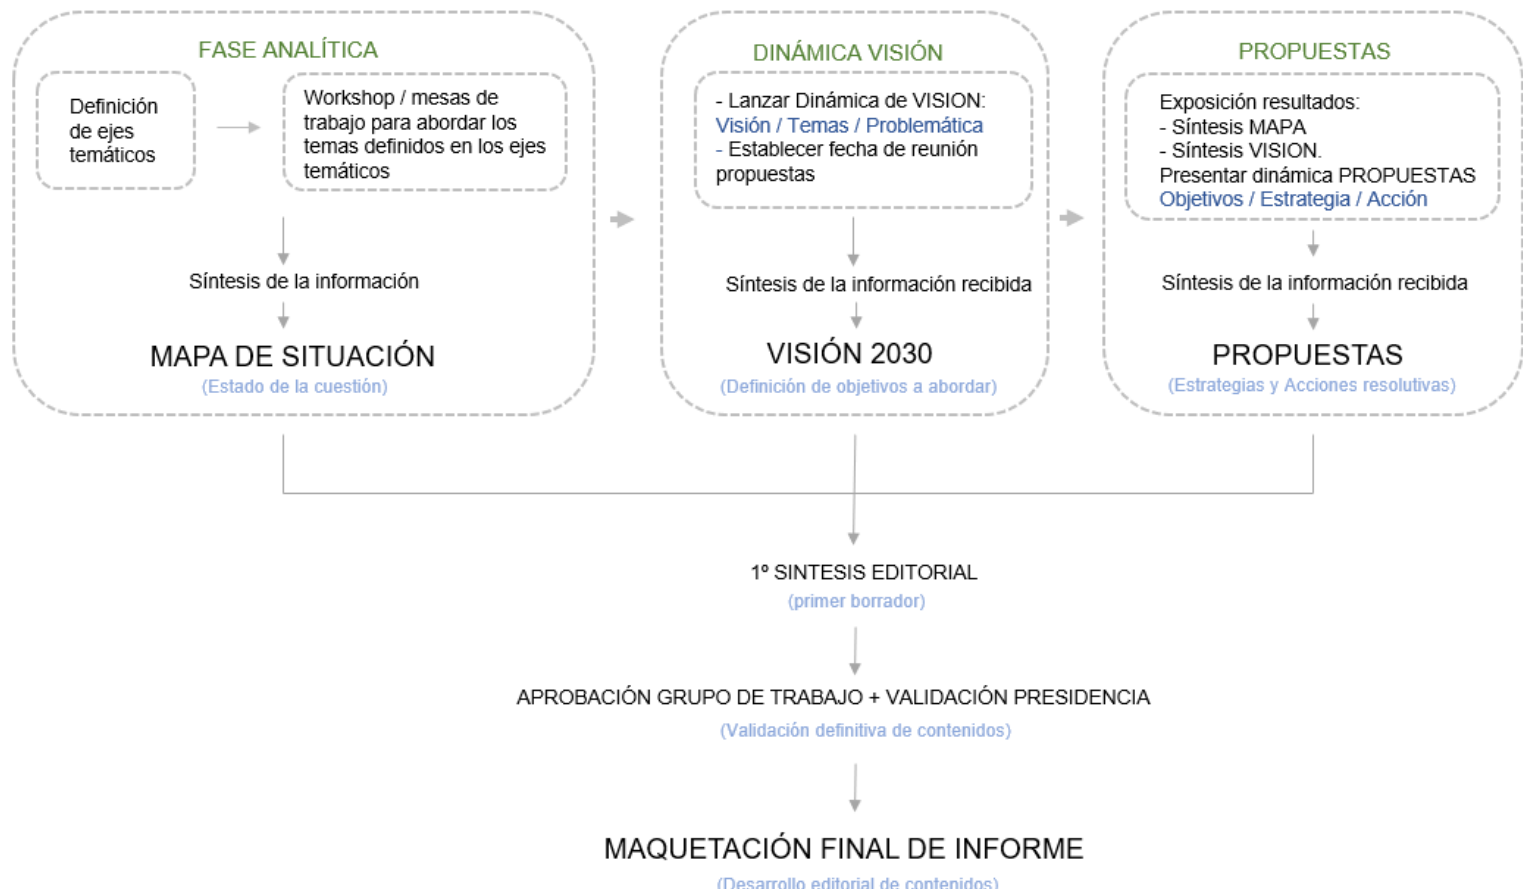 FASE ANALÍTICA
Definición
de ejes
temáticos
Workshop / mesas de
trabajo para abordar los
temas definidos en los ejes
temáticos
Síntesis de la información
MAPA DE SITUACIÓN
(Estado de la cuestión)
DINÁMICA VISIÓN
- Lanzar Dinámica de VISION:
Visión / Temas / Problemática
- Establecer fecha de reunión
propuestas
Síntesis de la información recibida
VISIÓN 2030
(Definición de objetivos a abordar)
PROPUESTAS
Exposición resultados:
- Síntesis MAPA
- Síntesis VISION.
Presentar dinámica PROPUESTAS
Objetivos / Estrategia / Acción
Síntesis de la información recibida
PROPUESTAS
(Estrategias y Acciones resolutivas)
1º SINTESIS EDITORIAL
(primer borrador)
APROBACIÓN GRUPO DE TRABAJO + VALIDACIÓN PRESIDENCIA
(Validación definitiva de contenidos)
MAQUETACIÓN FINAL DE INFORME
(Desarrollo editorial de contenidos)